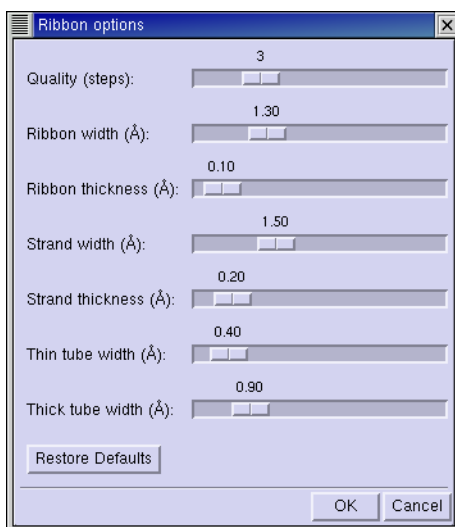 Ribbon options
3
Quality (steps):
1.30
Ribbon width (Å):
0.10
Ribbon thickness (Å):
1.50
Strand width (Å):
0.20
Strand thickness (Å):
0.40
Thin tube width (Å):
0.90
Thick tube width (Å):
Restore Defaults
OK Cancel